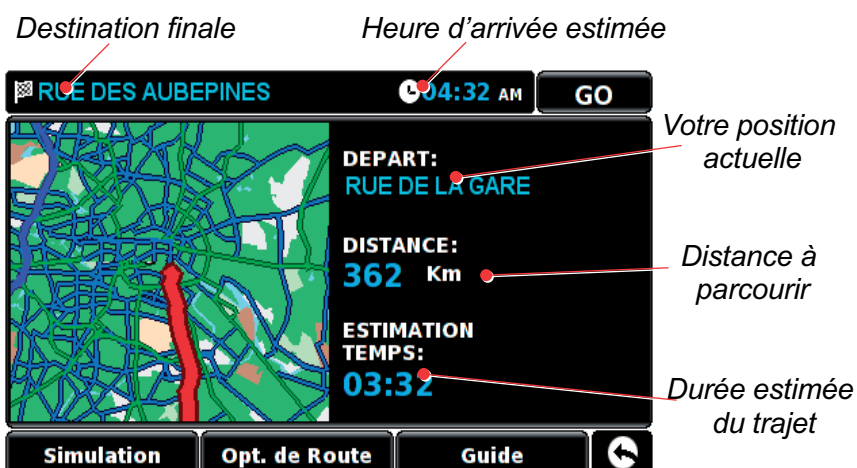 Destination finale
Heure d'arrivée estimée
RUE DES AUBEPINES
04:32 AM
GO
Votre position
actuelle
DEPART:
RUE DE LA GARE
DISTANCE:
362 Km
Distance à
parcourir
ESTIMATION
TEMPS:
03:32
Durée estimée
du trajet
Simulation
Opt. de Route
Guide